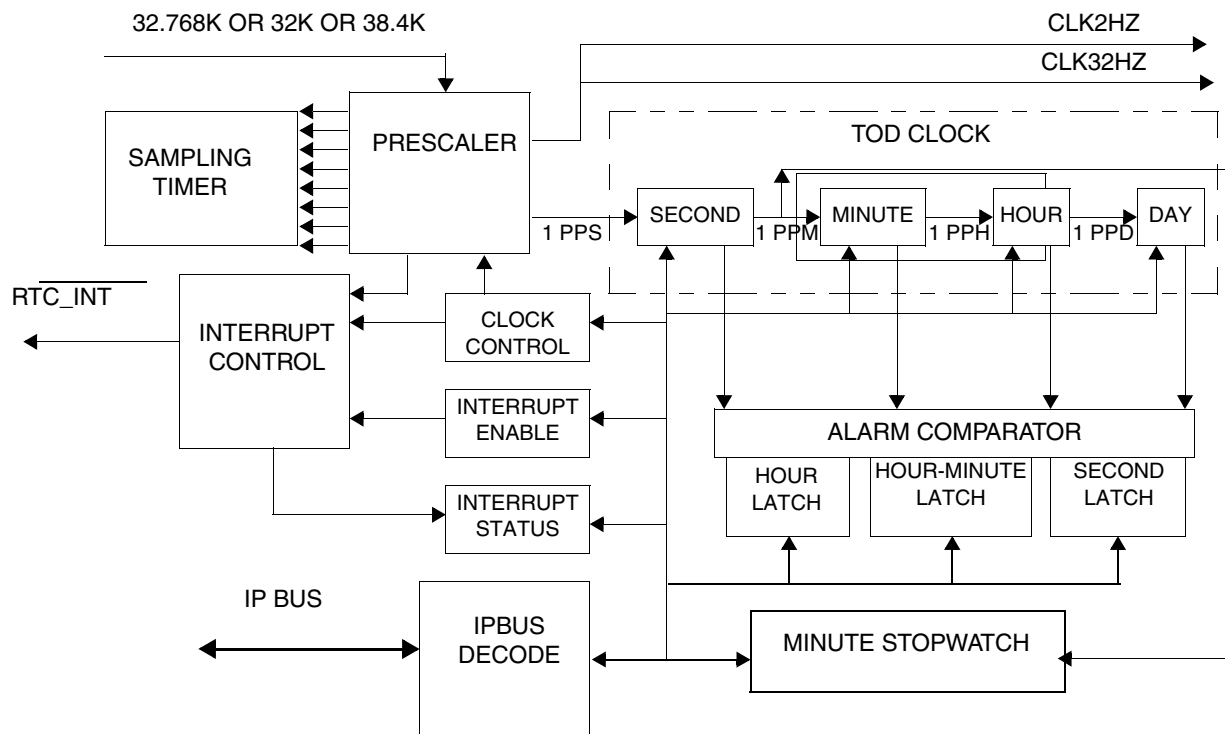 32.768K OR 32K OR 38.4K
CLK2HZ
CLK32HZ
PRESCALER
SAMPLING
TIMER
TOD CLOCK
SECOND
MINUTE
HOUR
DAY
1 PPS
1 PPM
1 PPH
1 PPD
RTC_INT
INTERRUPT
CONTROL
CLOCK
CONTROL
INTERRUPT
ENABLE
INTERRUPT
STATUS
ALARM COMPARATOR
HOUR
LATCH
HOUR-MINUTE
LATCH
SECOND
LATCH
IP BUS
IPBUS
DECODE
MINUTE STOPWATCH